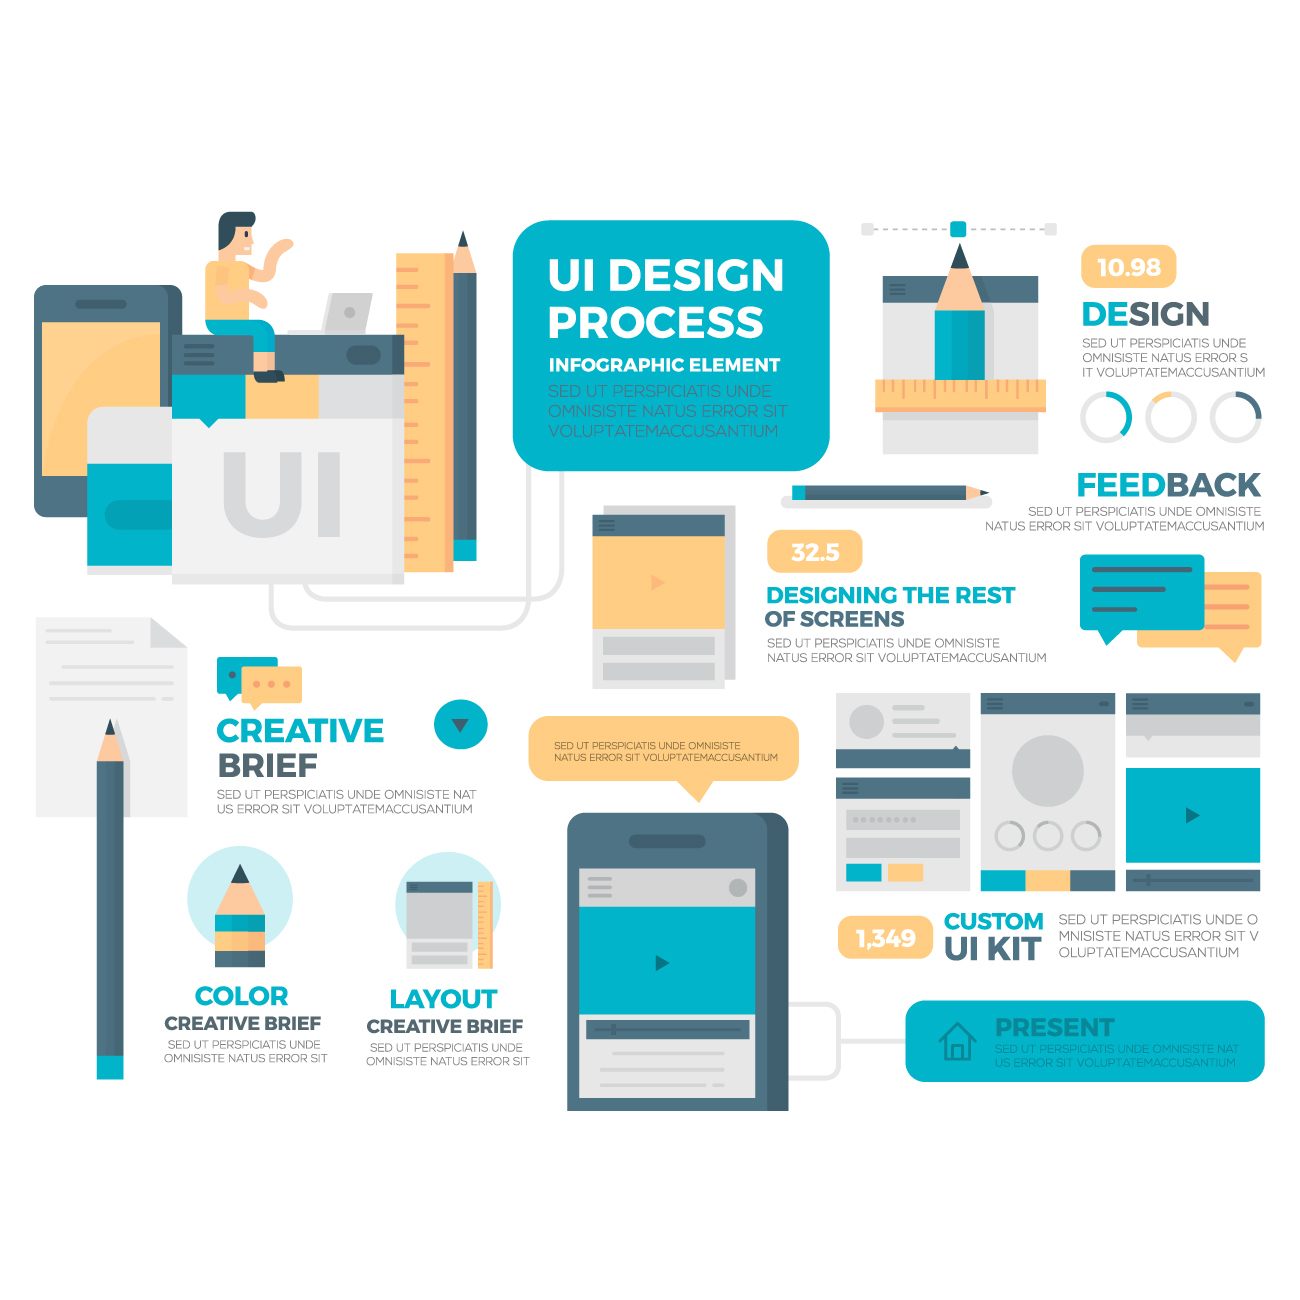 UI DESIGN
PROCESS
INFOGRAPHIC ELEMENT
SED UT PERSPICIATIS UNDE
OMNISISTE NATUS ERROR SIT
VOLUPTATEMACCUSANTIUM
UI
10.98
DESIGN
SED UT PERSPICIATIS UNDE
OMNISISTE NATUS ERROR S
IT VOLUPTATEMACCUSANTIUM
FEEDBACK
SED UT PERSPICIATIS UNDE OMNISISTE
NATUS ERROR SIT VOLUPTATEMACCUSANTIUM
32.5
DESIGNING THE REST
OF SCREENS
SED UT PERSPICIATIS UNDE OMNISISTE
NATUS ERROR SIT VOLUPTATEMACCUSANTIUM
CREATIVE
BRIEF
SED UT PERSPICIATIS UNDE OMNISISTE NAT
US ERROR SIT VOLUPTATEMACCUSANTIUM
SED UT PERSPICIATIS UNDE OMNISISTE
NATUS ERROR SIT VOLUPTATEMACCUSANTIUM
COLOR
CREATIVE BRIEF
SED UT PERSPICIATIS UNDE
OMNISISTE NATUS ERROR SIT
LAYOUT
CREATIVE BRIEF
SED UT PERSPICIATIS UNDE
OMNISISTE NATUS ERROR SIT
1,349
CUSTOM
UI KIT
SED UT PERSPICIATIS UNDE O
MNISISTE NATUS ERROR SIT V
OLUPTATEMACCUSANTIUM
PRESENT
SED UT PERSPICIATIS UNDE OMNISISTE NAT
US ERROR SIT VOLUPTATEMACCUSANTIUM